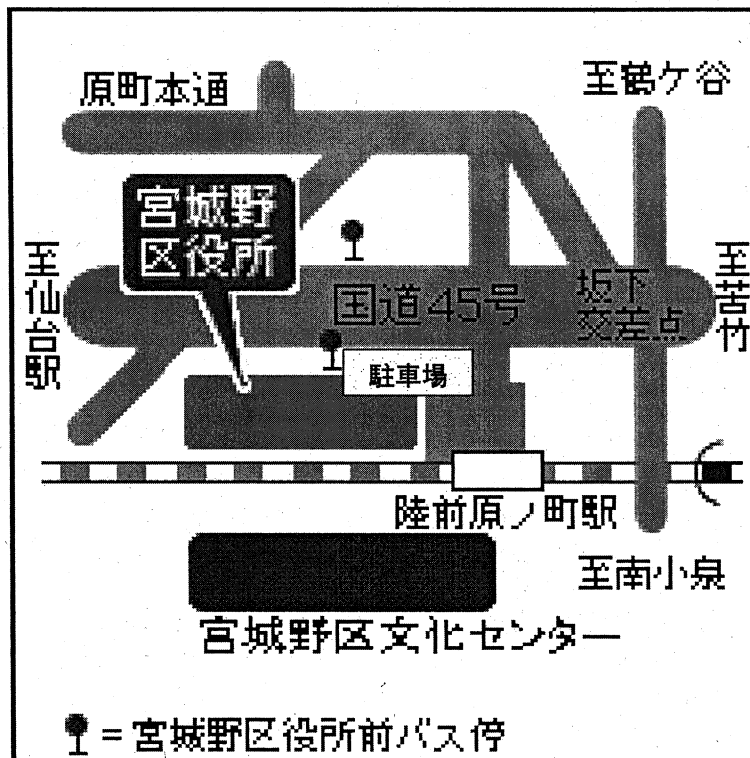 原町本通
至鶴ケ谷
宮城野
区役所
至仙台駅
国道45号
坂下
交差点
至苦竹
駐車場
陸前原ノ町駅
至南小泉
宮城野区文化センター
=宮城野区役所前バス停